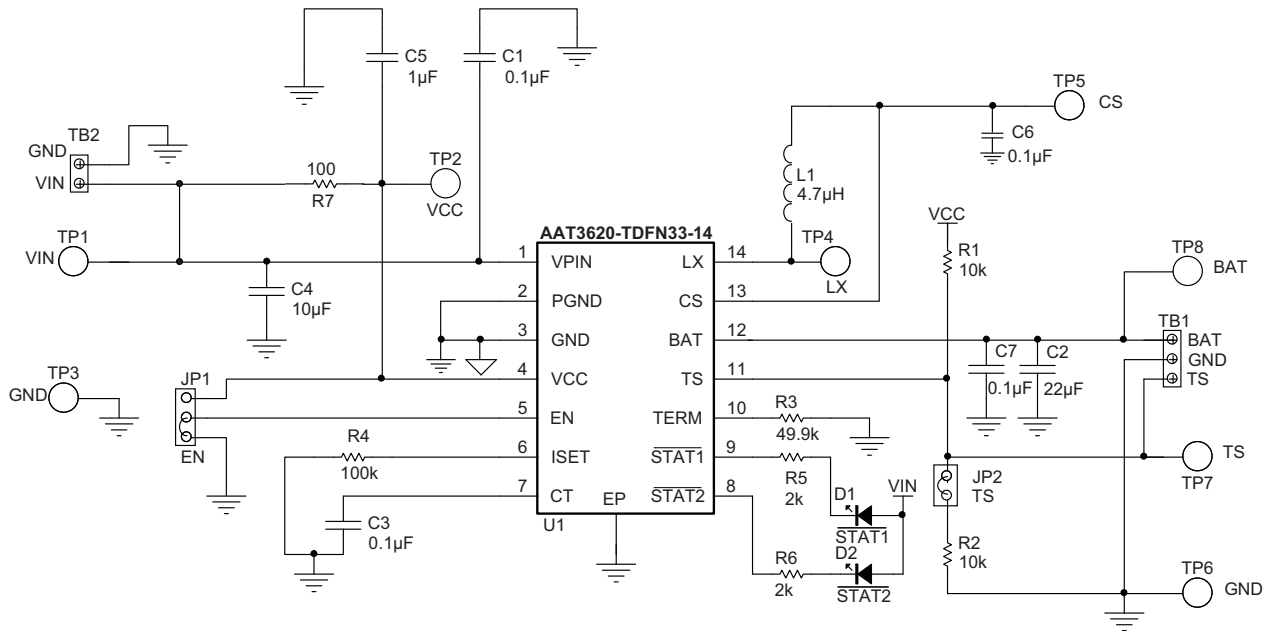 C5
1µF
C1
0.1µF
TP5
CS
C6
0.1µF
TB2
GND
VIN
100
R7
TP2
VCC
L1
4.7µH
TP1
VIN
C4
10µF
AAT3620-TDFN33-14
1
VPIN
2
PGND
3
GND
4
VCC
5
EN
6
ISET
7
CT
EP
U1
14
LX
13
CS
12
BAT
11
TS
10
TERM
9
STAT1
8
STAT2
TP4
LX
VCC
R1
10k
TP8
BAT
TB1
BAT
GND
TS
C7
0.1µF
C2
22µF
TP3
GND
JP1
EN
R4
100k
C3
0.1µF
R3
49.9k
R5
2k
D1
STAT1
VIN
R6
2k
D2
STAT2
JP2
TS
R2
10k
TS
TP7
TP6
GND